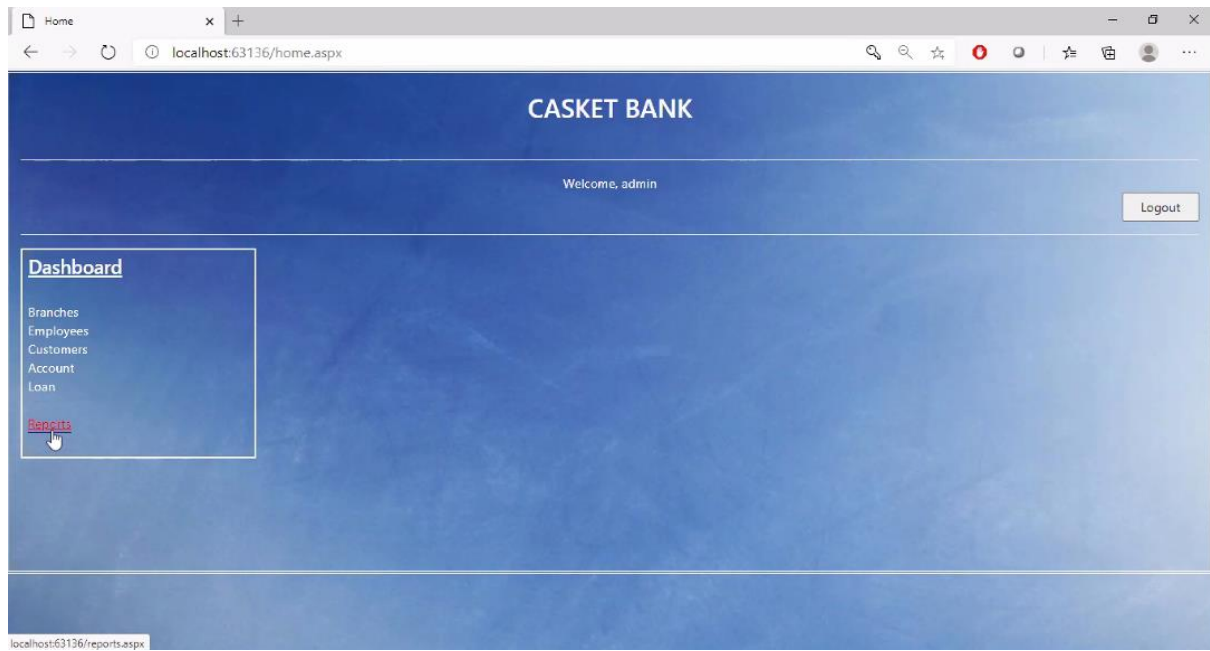 Home
localhost:63136/home.aspx
CASKET BANK
Welcome, admin
Logout
Dashboard
Branches
Employees
Customers
Account
Loan
Reports
localhost:63136/reports.aspx